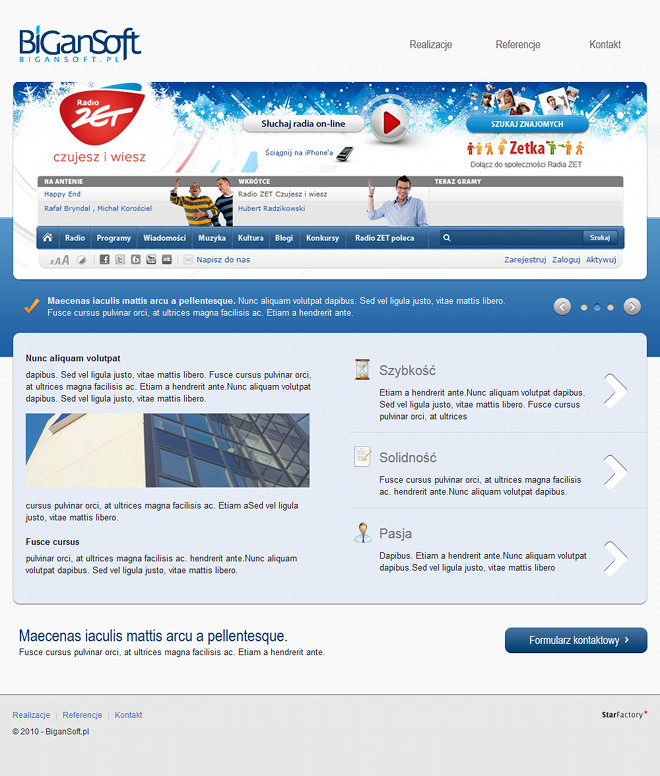 BiGanSoft
BIGANSOFT.PL
Realizacje Referencje Kontakt
Radio
ZET
czujesz i wiesz
Słuchaj radia on-line
Ściągnij na iPhone'a
SZUKAJ ZNAJOMYCH
Zetka
Dołącz do społeczności Radia ZET
NA ANTENIE WKRÓTCE TERAZ GRAMY
Happy End Radio ZET Czujesz i wiesz
Rafał Bryndal , Michał Korościel Hubert Radzikowski
Radio Programy Wiadomości Muzyka Kultura Blogi Konkursy Radio ZET poleca Szukaj
AAA Napisz do nas Zarejestruj Zaloguj Aktywuj
Maecenas iaculis mattis arcu a pellentesque. Nunc aliquam volutpat dapibus. Sed vel ligula justo, vitae mattis libero.
Fusce cursus pulvinar orci, at ultrices magna facilisis ac. Etiam a hendrerit ante.
Nunc aliquam volutpat
dapibus. Sed vel ligula justo, vitae mattis libero. Fusce cursus pulvinar orci,
at ultrices magna facilisis ac. Etiam a hendrerit ante.Nunc aliquam volutpat
dapibus. Sed vel ligula justo, vitae mattis libero.
cursus pulvinar orci, at ultrices magna facilisis ac. Etiam aSed vel ligula
justo, vitae mattis libero.
Fusce cursus
pulvinar orci, at ultrices magna facilisis ac. hendrerit ante.Nunc aliquam
volutpat dapibus. Sed vel ligula justo, vitae mattis libero.
Szybkość
Etiam a hendrerit ante.Nunc aliquam volutpat dapibus.
Sed vel ligula justo, vitae mattis libero. Fusce cursus
pulvinar orci, at ultrices
Solidność
Fusce cursus pulvinar orci, at ultrices magna facilisis
ac. hendrerit ante.Nunc aliquam volutpat dapibus.
Pasja
Dapibus. Etiam a hendrerit ante.Nunc aliquam volutpat
dapibus.Sed vel ligula justo, vitae mattis libero
Maecenas iaculis mattis arcu a pellentesque.
Fusce cursus pulvinar orci, at ultrices magna facilisis ac. Etiam a hendrerit ante.
Formularz kontaktowy
Realizacje | Referencje | Kontakt
StarFactory
© 2010 - BiganSoft.pl